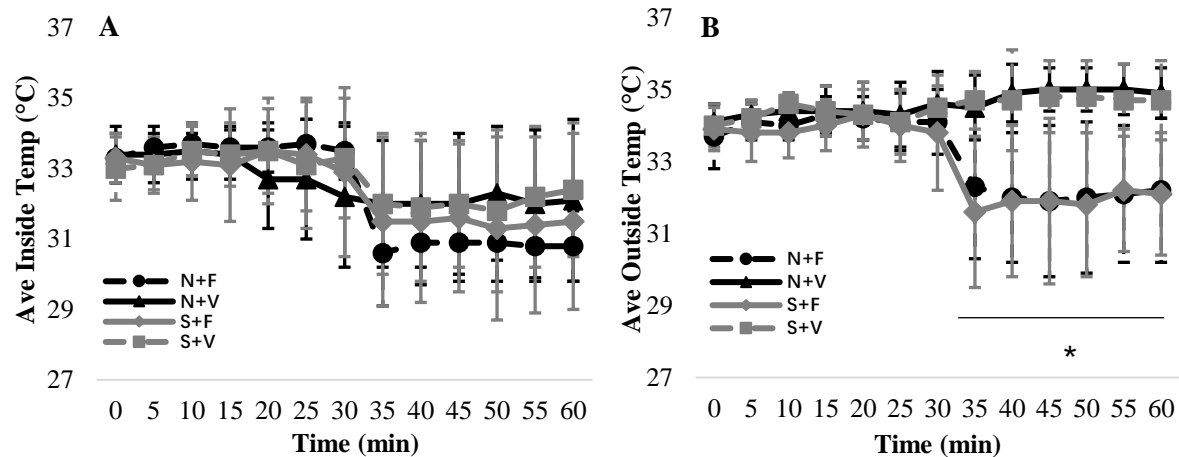 A
Ave Inside Temp (°C)
37
35
33
31
29
27
N+F
N+V
S+F
S+V
0 5 10 15 20 25 30 35 40 45 50 55 60
Time (min)
B
Ave Outside Temp (°C)
37
35
33
31
29
27
N+F
N+V
S+F
S+V
*
0 5 10 15 20 25 30 35 40 45 50 55 60
Time (min)